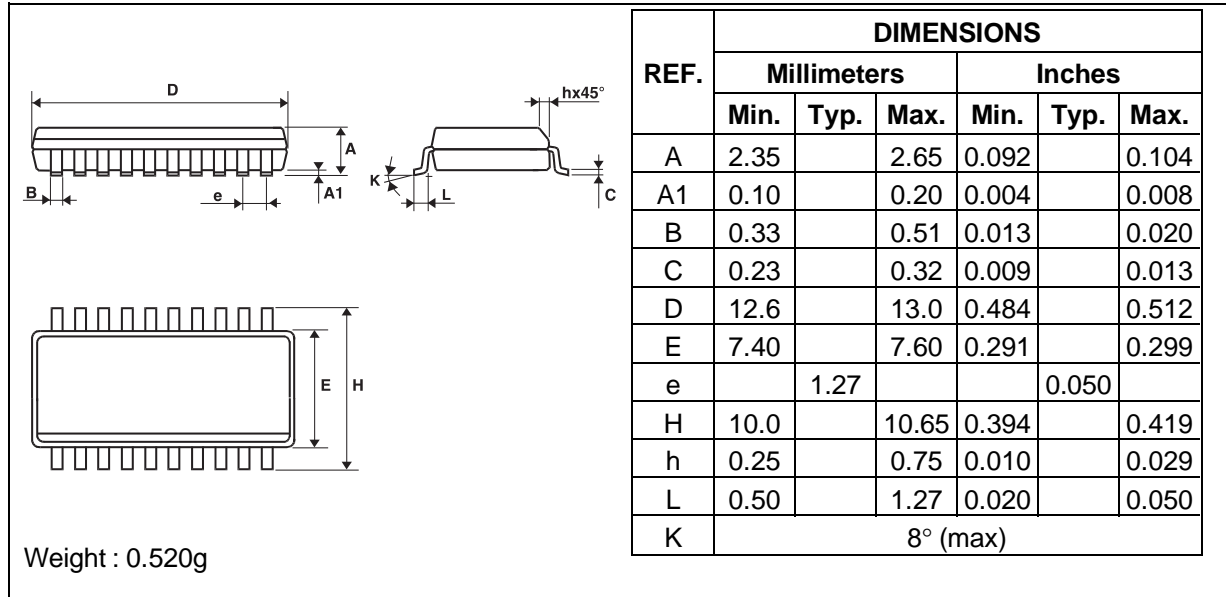 D
hx45°
A
K
B
e
A1
L
C
E
H
Weight : 0.520g
REF. DIMENSIONS
Millimeters Inches
Min. Typ. Max. Min. Typ. Max.
A 2.35 2.65 0.092 0.104
A1 0.10 0.20 0.004 0.008
B 0.33 0.51 0.013 0.020
C 0.23 0.32 0.009 0.013
D 12.6 13.0 0.484 0.512
E 7.40 7.60 0.291 0.299
e 1.27 0.050
H 10.0 10.65 0.394 0.419
h 0.25 0.75 0.010 0.029
L 0.50 1.27 0.020 0.050
K 8° (max)